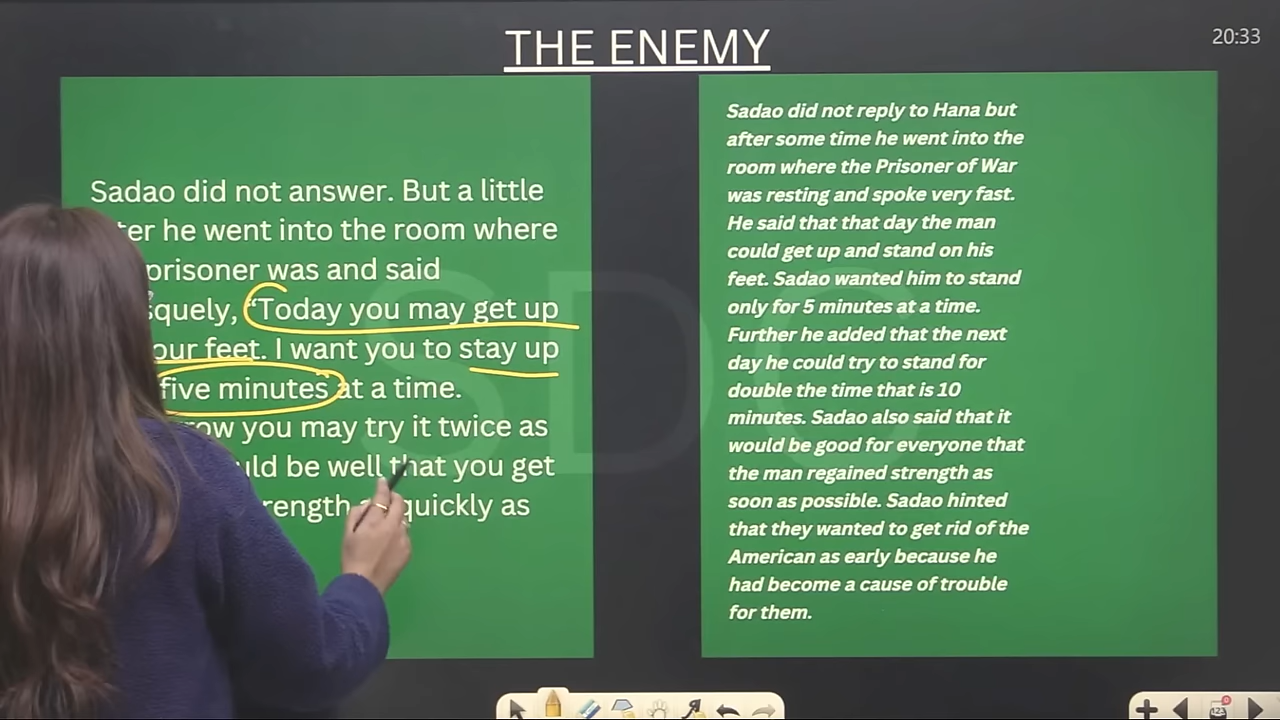 THE ENEMY
20:33
Sadao did not answer. But a little
he went into the room where
prisoner was and said
“Today you may get up
feet. I want you to stay up
five minutes at a time.
you may try it twice as
be well that you get
quickly as
Sadao did not reply to Hana but
after some time he went into the
room where the Prisoner of War
was resting and spoke very fast.
He said that that day the man
could get up and stand on his
feet. Sadao wanted him to stand
only for 5 minutes at a time.
Further he added that the next
day he could try to stand for
double the time that is 10
minutes. Sadao also said that it
would be good for everyone that
the man regained strength as
soon as possible. Sadao hinted
that they wanted to get rid of the
American as early because he
had become a cause of trouble
for them.